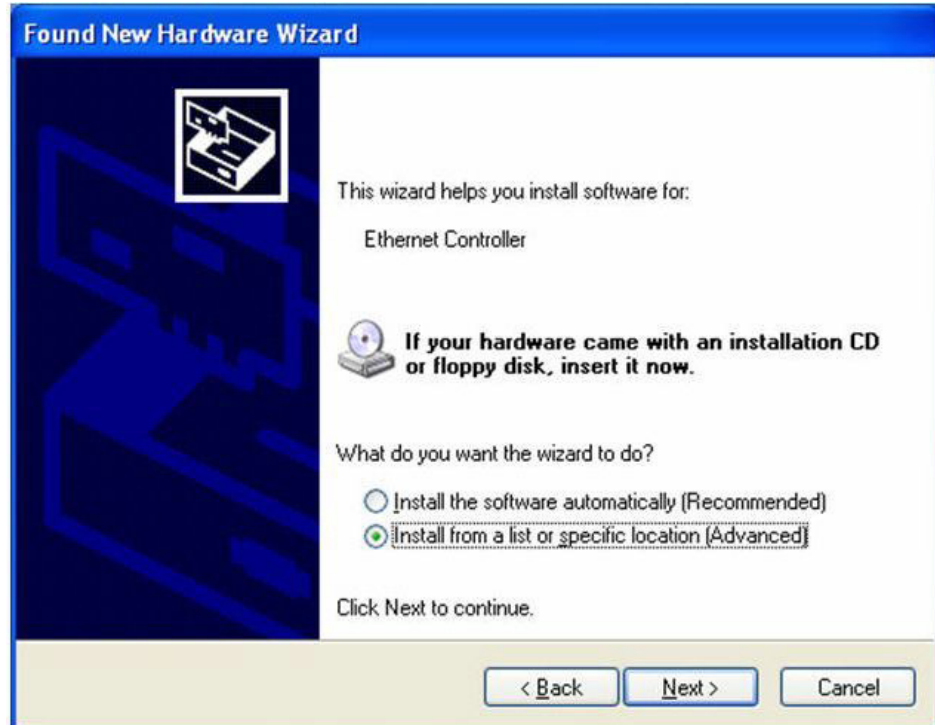 Found New Hardware Wizard
This wizard helps you install software for:
Ethernet Controller
If your hardware came with an installation CD
or floppy disk, insert it now.
What do you want the wizard to do?
Install the software automatically (Recommended)
Install from a list or specific location (Advanced)
Click Next to continue.
< Back
Next >
Cancel